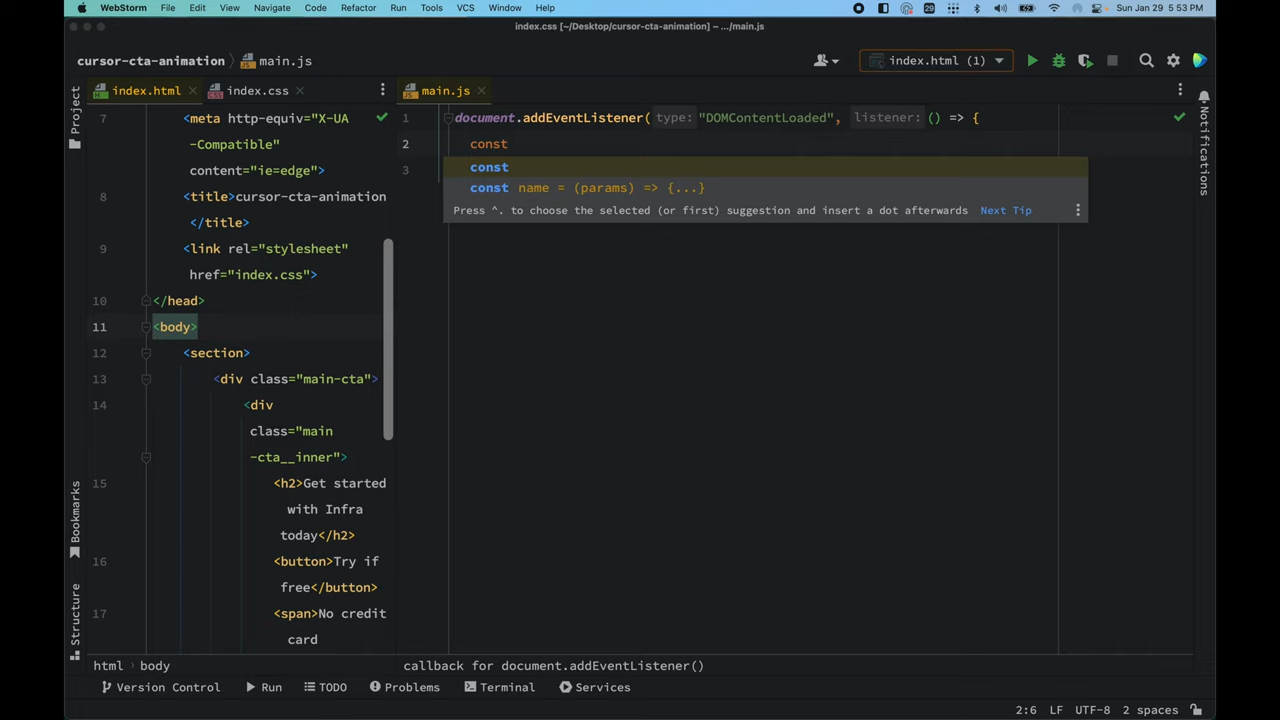 WebStorm File Edit View Navigate Code Refactor Run Tools VCS Window Help 29 Sun Jan 29 5:53 PM
index.css [~/Desktop/cursor-cta-animation] – .../main.js
cursor-cta-animation main.js index.html (1)
index.html index.css main.js
Project
Bookmarks
Structure
7 <meta http-equiv="X-UA
-Compatible"
content="ie=edge">
8 <title>cursor-cta-animation
</title>
9 <link rel="stylesheet"
href="index.css">
10 </head>
11 <body>
12 <section>
13 <div class="main-cta">
14 <div
class="main
-cta__inner">
15 <h2>Get started
with Infra
today</h2>
16 <button>Try if
free</button>
17 <span>No credit
card
1 document.addEventListener( type: "DOMContentLoaded", listener: () => {
2 const
3
const
const name = (params) => {...}
Press ^. to choose the selected (or first) suggestion and insert a dot afterwards Next Tip
Notifications
html body callback for document.addEventListener()
Version Control Run TODO Problems Terminal Services
2:6 LF UTF-8 2 spaces